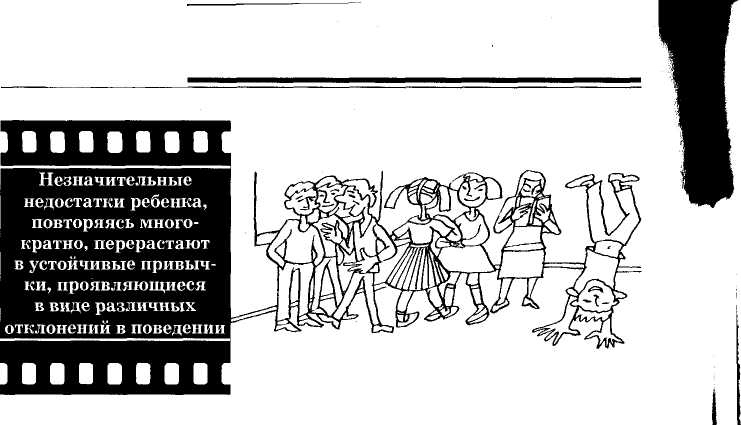 Незначительные
недостатки ребенка,
повторяясь много-
кратно, перерастают
в устойчивые привыч-
ки, проявляющиеся
в виде различных
отклонений в поведении